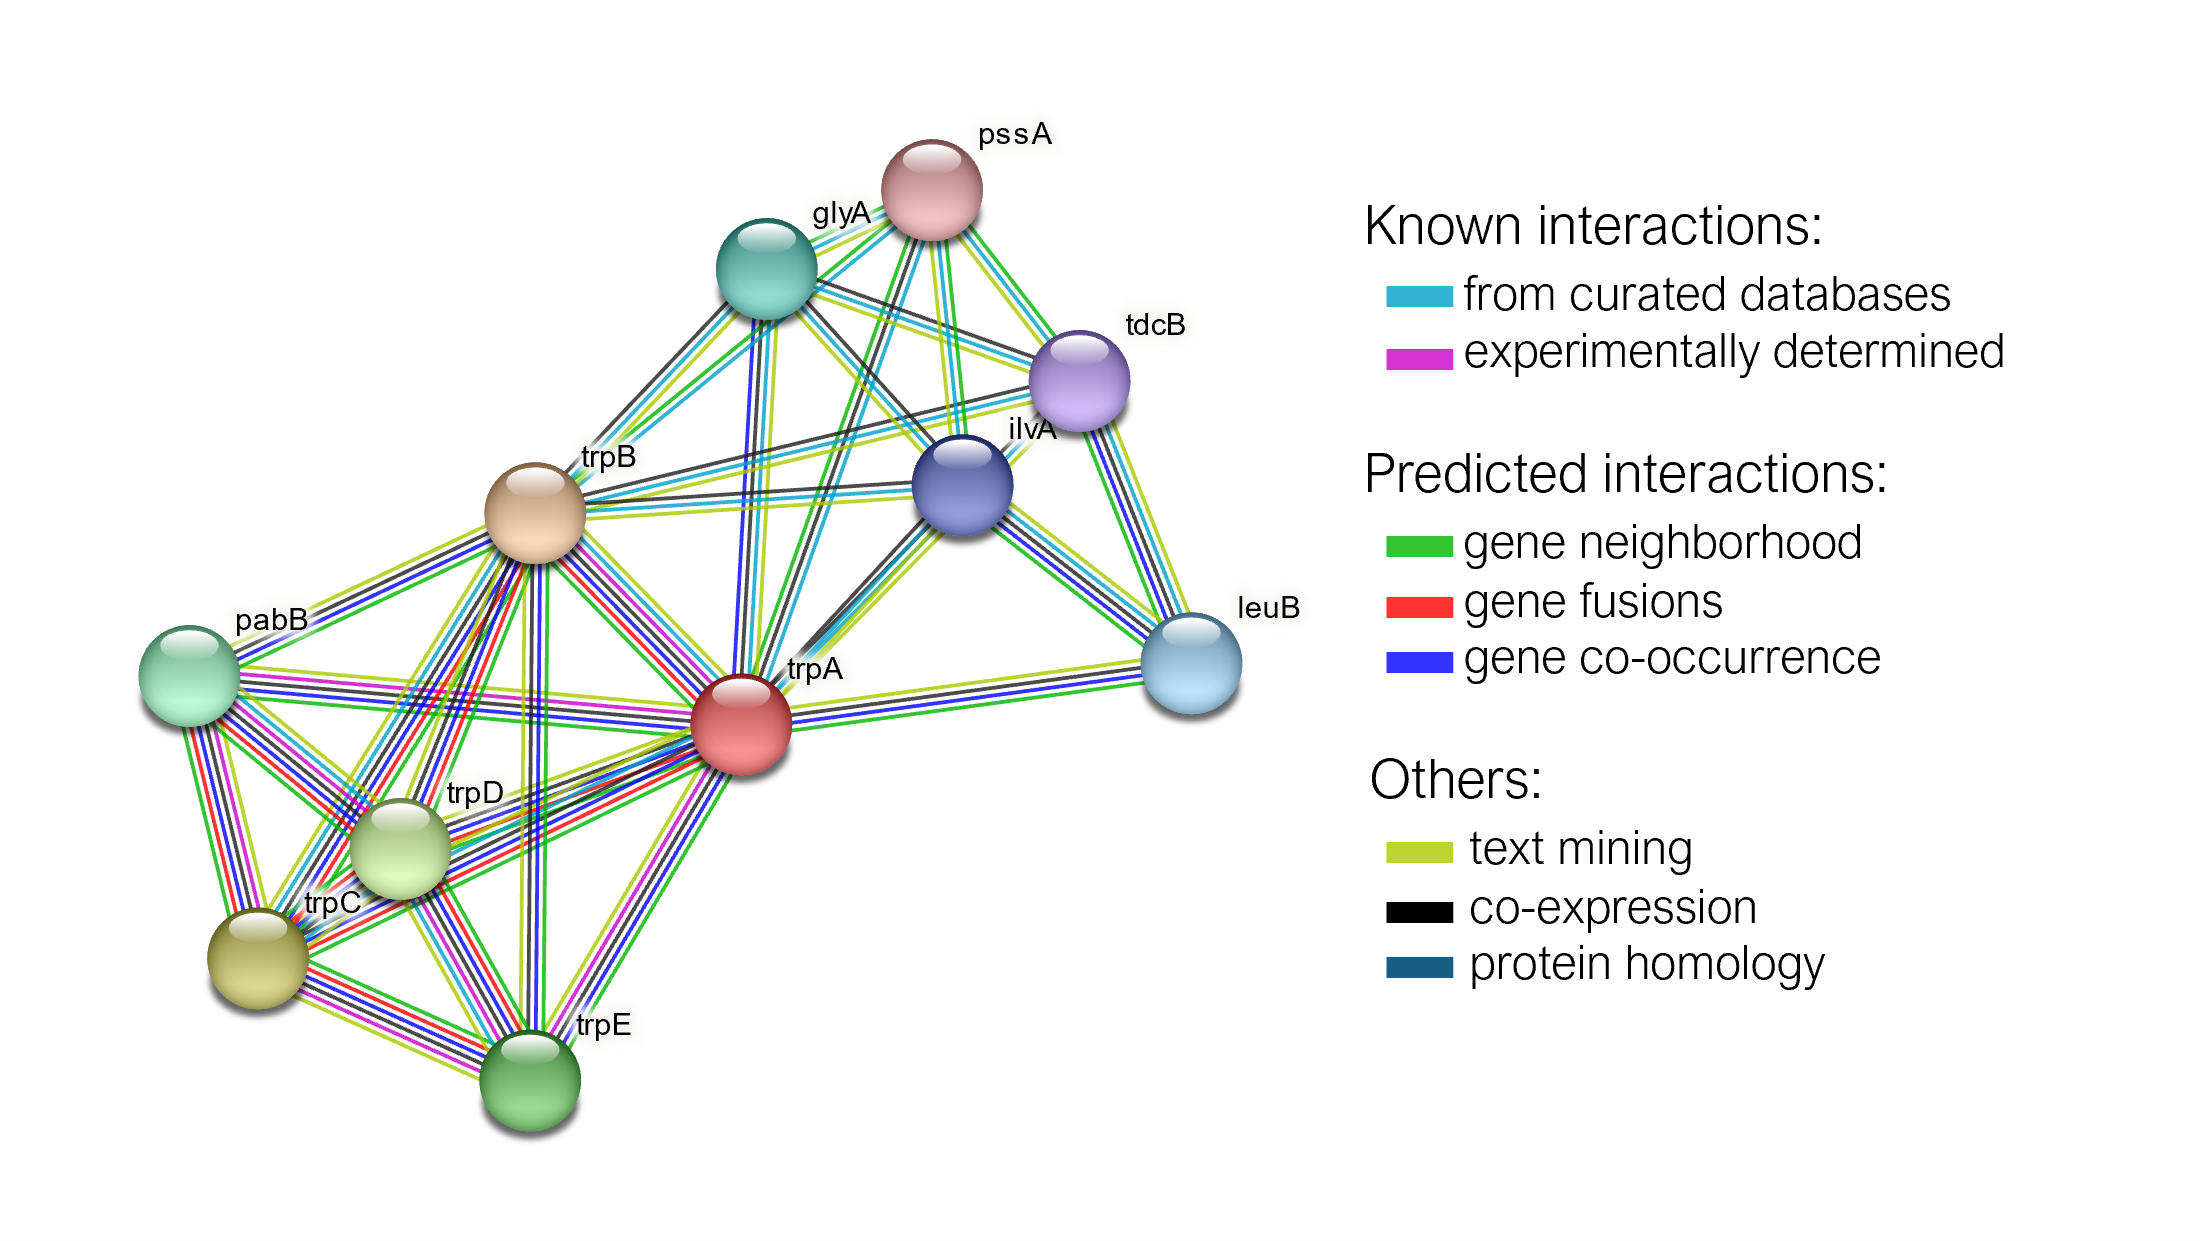 pssA
glyA
tdcB
ilvA
trpB
leuB
pabB
trpA
trpD
trpC
trpE
Known interactions:
from curated databases
experimentally determined
Predicted interactions:
gene neighborhood
gene fusions
gene co-occurrence
Others:
text mining
co-expression
protein homology